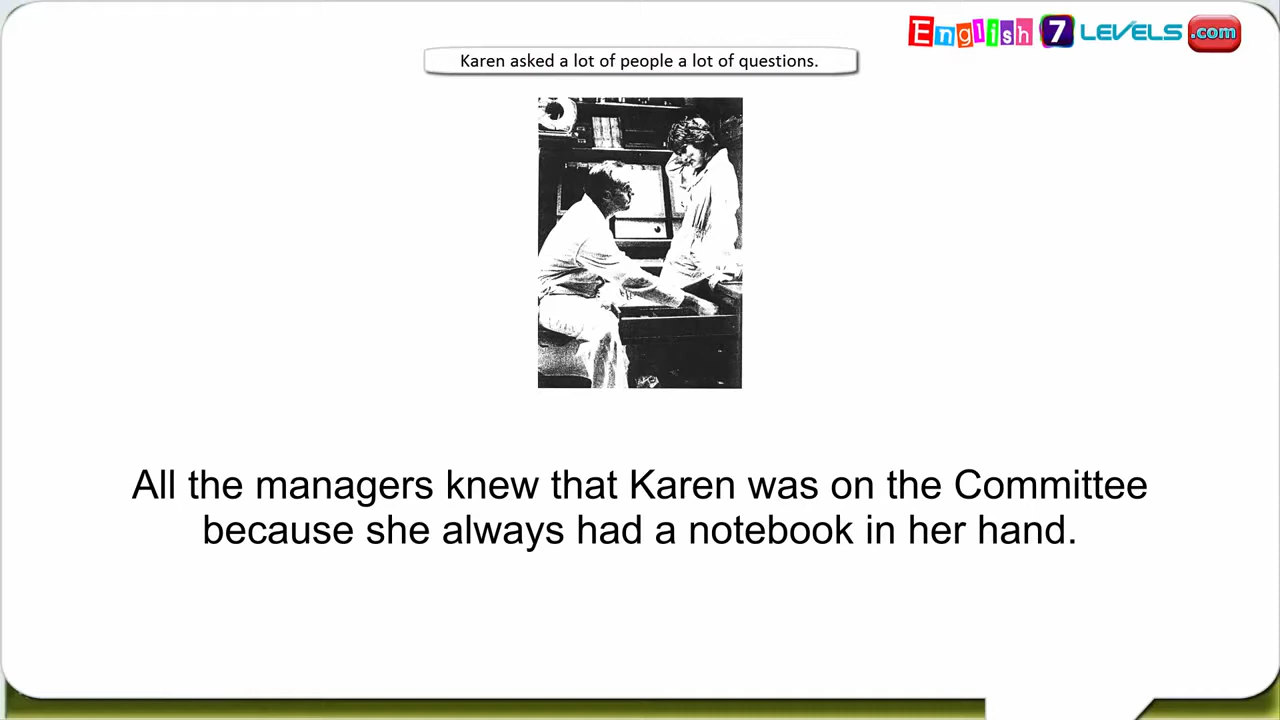 English 7 LEVELS .com
Karen asked a lot of people a lot of questions.
All the managers knew that Karen was on the Committee
because she always had a notebook in her hand.